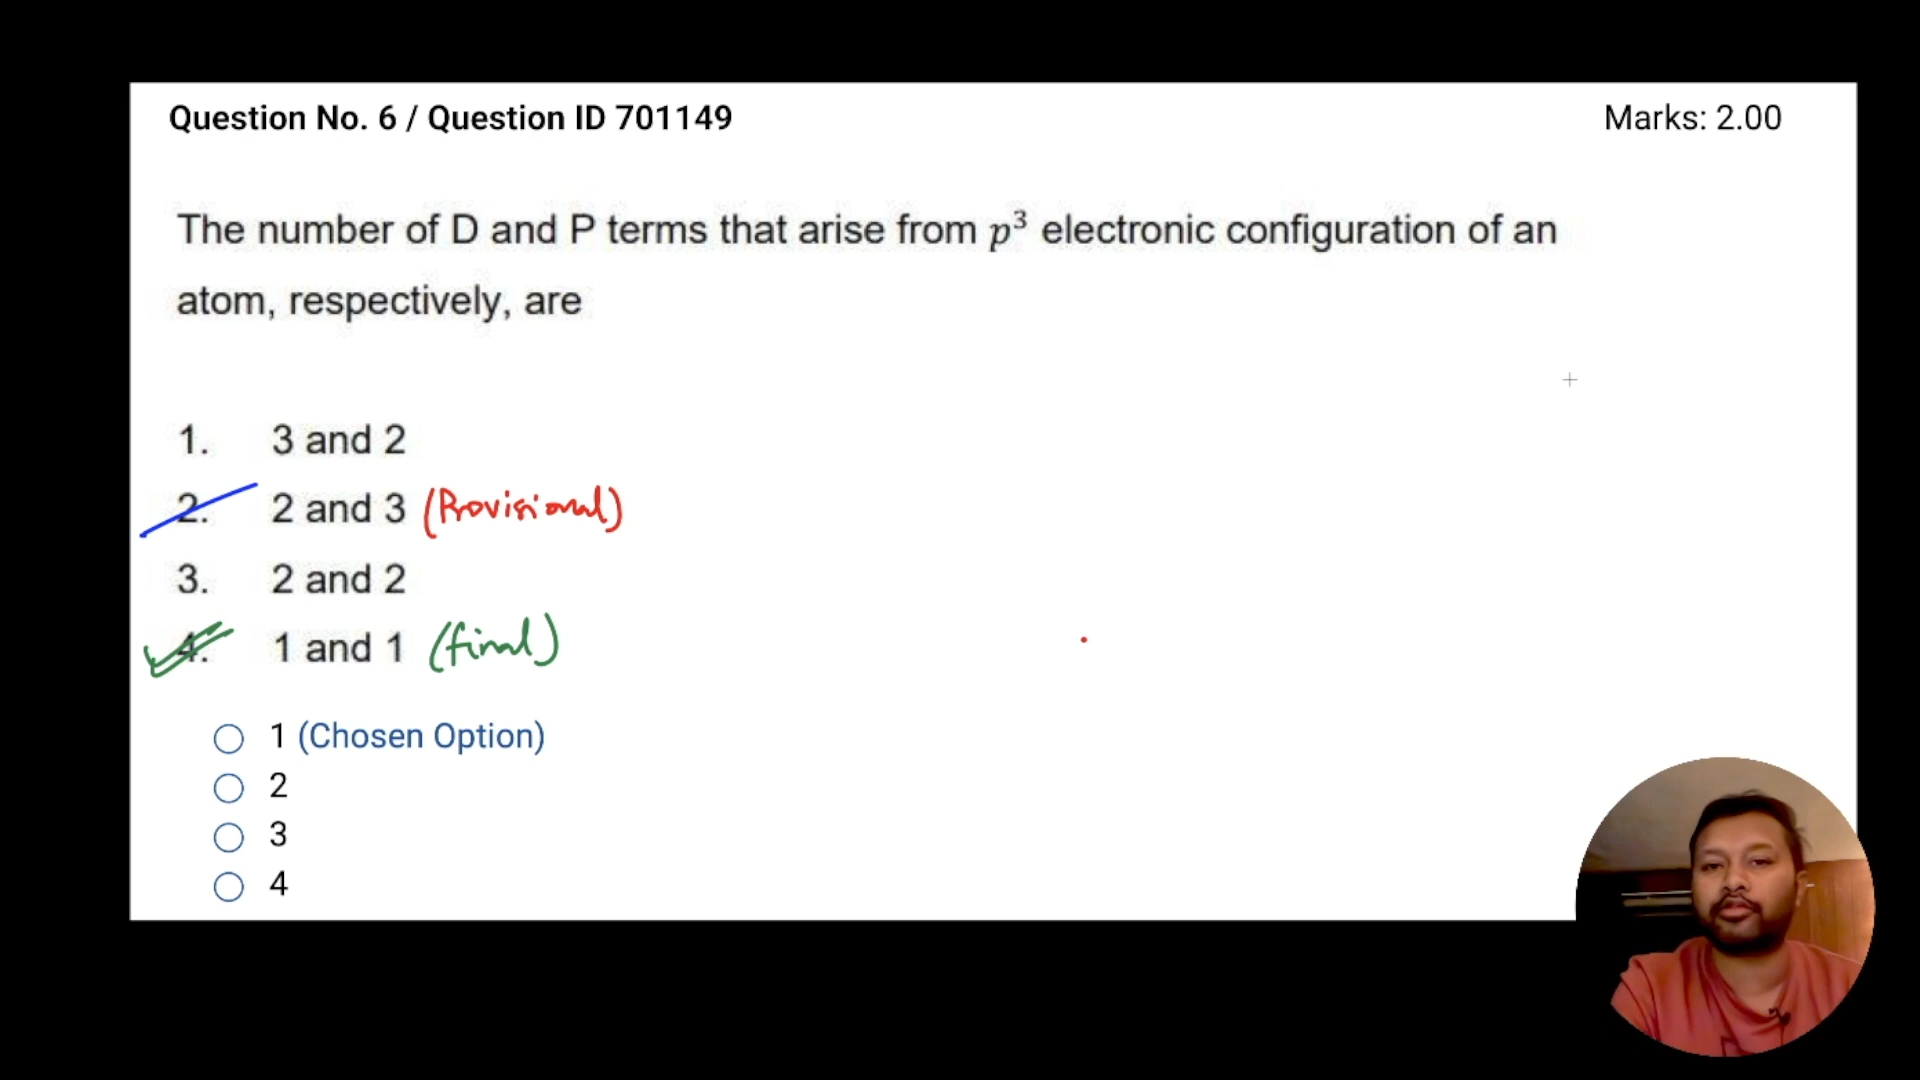 Question No. 6 / Question ID 701149 Marks: 2.00
The number of D and P terms that arise from p³ electronic configuration of an
atom, respectively, are
1. 3 and 2
2. 2 and 3 (Provisional)
3. 2 and 2
4. 1 and 1 (final)
1 (Chosen Option)
2
3
4